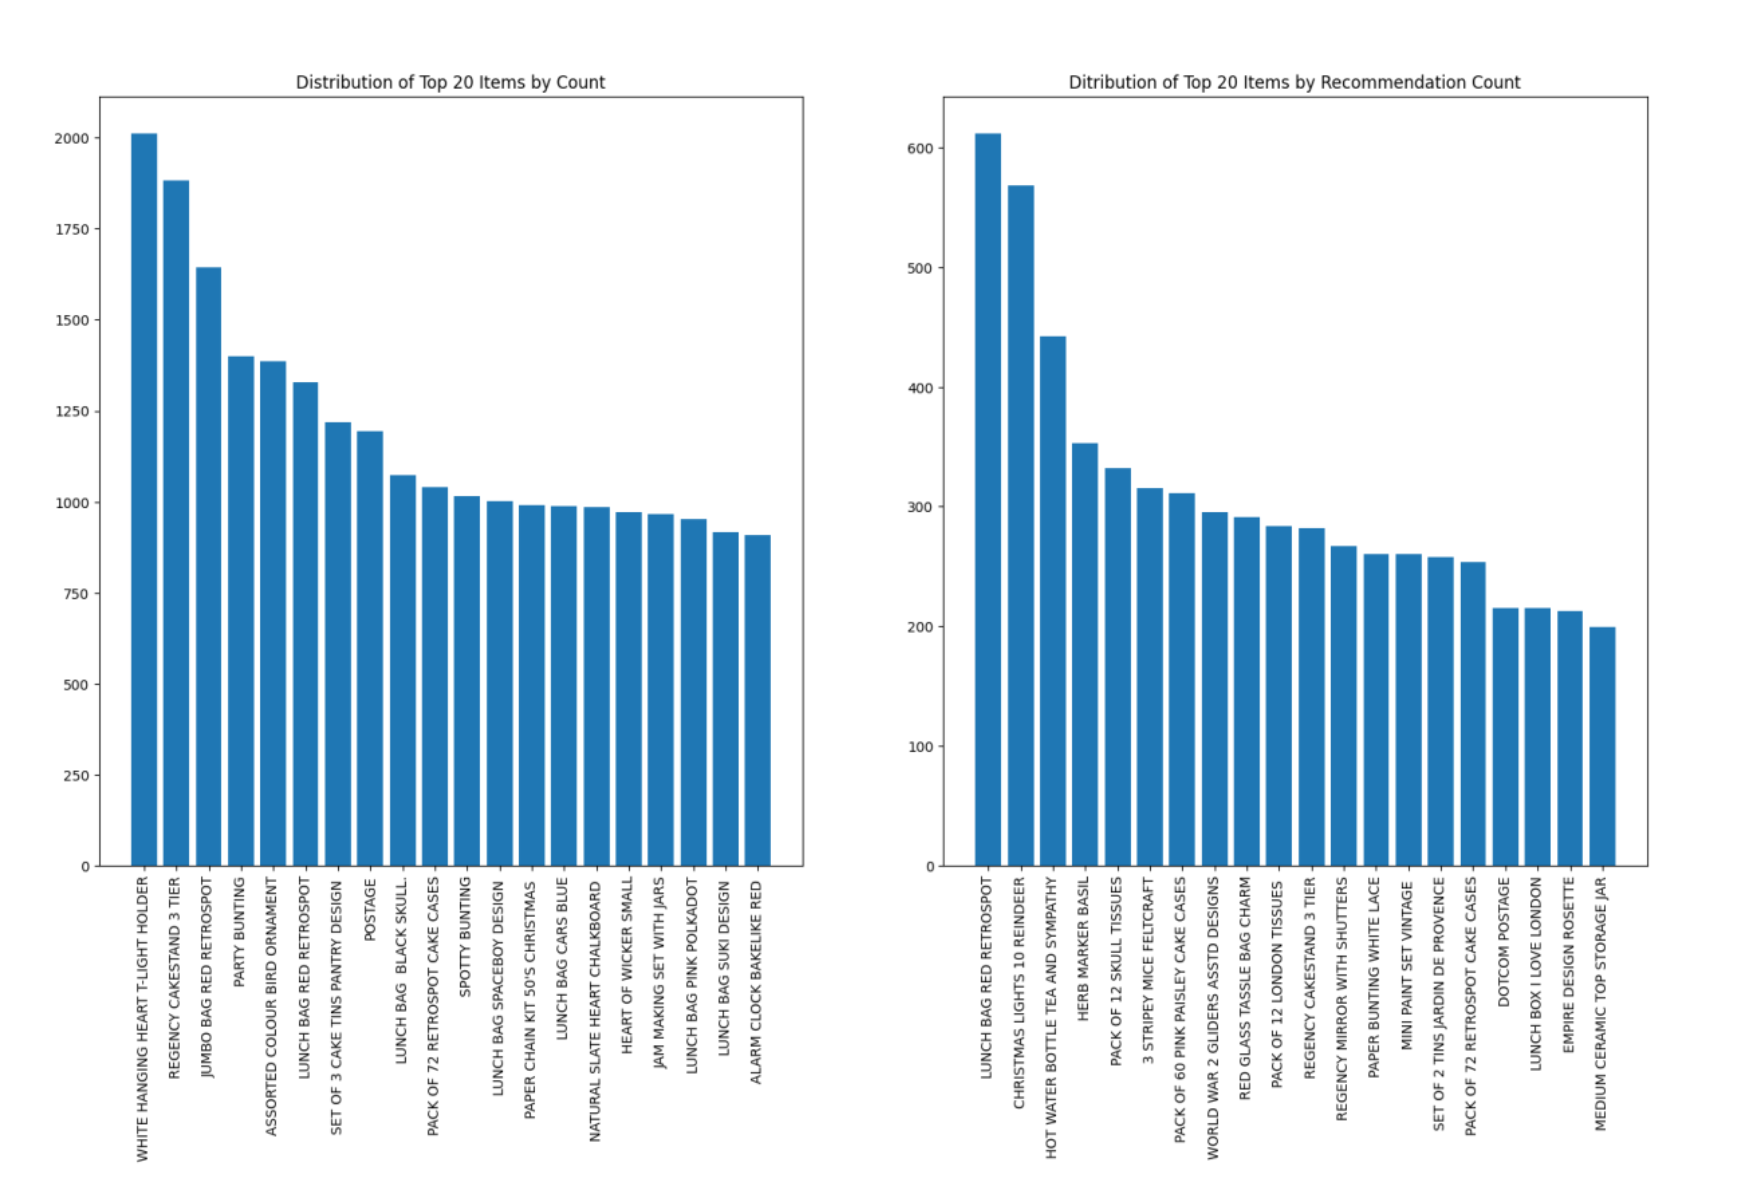 Distribution of Top 20 Items by Count
2000
1750
1500
1250
1000
750
500
250
0
WHITE HANGING HEART T-LIGHT HOLDER
REGENCY CAKESTAND 3 TIER
JUMBO BAG RED RETROSPOT
PARTY BUNTING
ASSORTED COLOUR BIRD ORNAMENT
LUNCH BAG RED RETROSPOT
SET OF 3 CAKE TINS PANTRY DESIGN
POSTAGE
LUNCH BAG  BLACK SKULL.
PACK OF 72 RETROSPOT CAKE CASES
SPOTTY BUNTING
LUNCH BAG SPACEBOY DESIGN
PAPER CHAIN KIT 50'S CHRISTMAS
LUNCH BAG CARS BLUE
NATURAL SLATE HEART CHALKBOARD
HEART OF WICKER SMALL
JAM MAKING SET WITH JARS
LUNCH BAG PINK POLKADOT
LUNCH BAG SUKI DESIGN
ALARM CLOCK BAKELIKE RED
Ditribution of Top 20 Items by Recommendation Count
600
500
400
300
200
100
0
LUNCH BAG RED RETROSPOT
CHRISTMAS LIGHTS 10 REINDEER
HOT WATER BOTTLE TEA AND SYMPATHY
HERB MARKER BASIL
PACK OF 12 SKULL TISSUES
3 STRIPEY MICE FELTCRAFT
PACK OF 60 PINK PAISLEY CAKE CASES
WORLD WAR 2 GLIDERS ASSTD DESIGNS
RED GLASS TASSLE BAG CHARM
PACK OF 12 LONDON TISSUES
REGENCY CAKESTAND 3 TIER
REGENCY MIRROR WITH SHUTTERS
PAPER BUNTING WHITE LACE
MINI PAINT SET VINTAGE
SET OF 2 TINS JARDIN DE PROVENCE
PACK OF 72 RETROSPOT CAKE CASES
DOTCOM POSTAGE
LUNCH BOX I LOVE LONDON
EMPIRE DESIGN ROSETTE
MEDIUM CERAMIC TOP STORAGE JAR